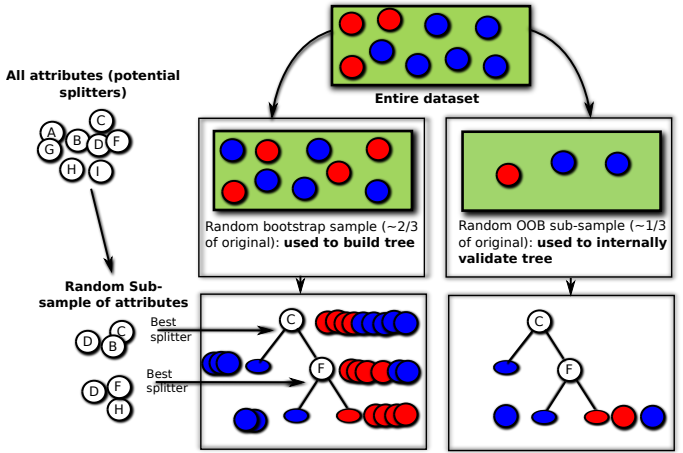 All attributes (potential
splitters)
Entire dataset
C
A
B
D
F
G
H
I
Random bootstrap sample (~2/3
of original): used to build tree
Random OOB sub-sample (~1/3
of original): used to internally
validate tree
Random Sub-
sample of attributes
D
C
B
Best
splitter
D
F
H
Best
splitter
C
F
C
F